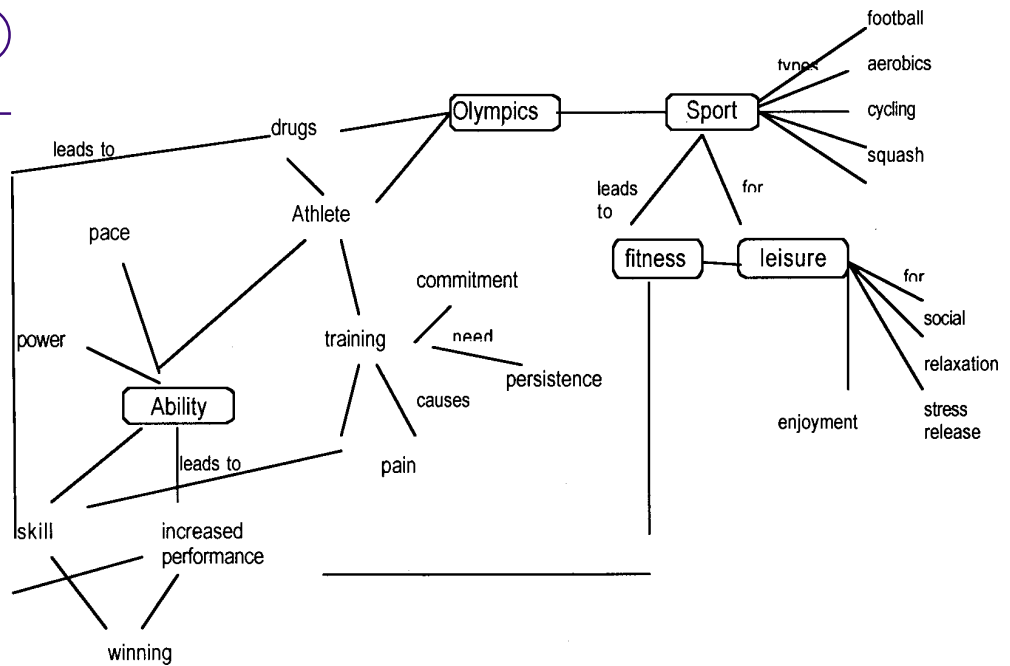 football
types
aerobics
Olympics
Sport
cycling
drugs
leads to
squash
leads
to
for
Athlete
pace
fitness
leisure
commitment
for
social
power
training
need
relaxation
persistence
Ability
causes
enjoyment
stress
release
leads to
pain
skill
increased
performance
winning